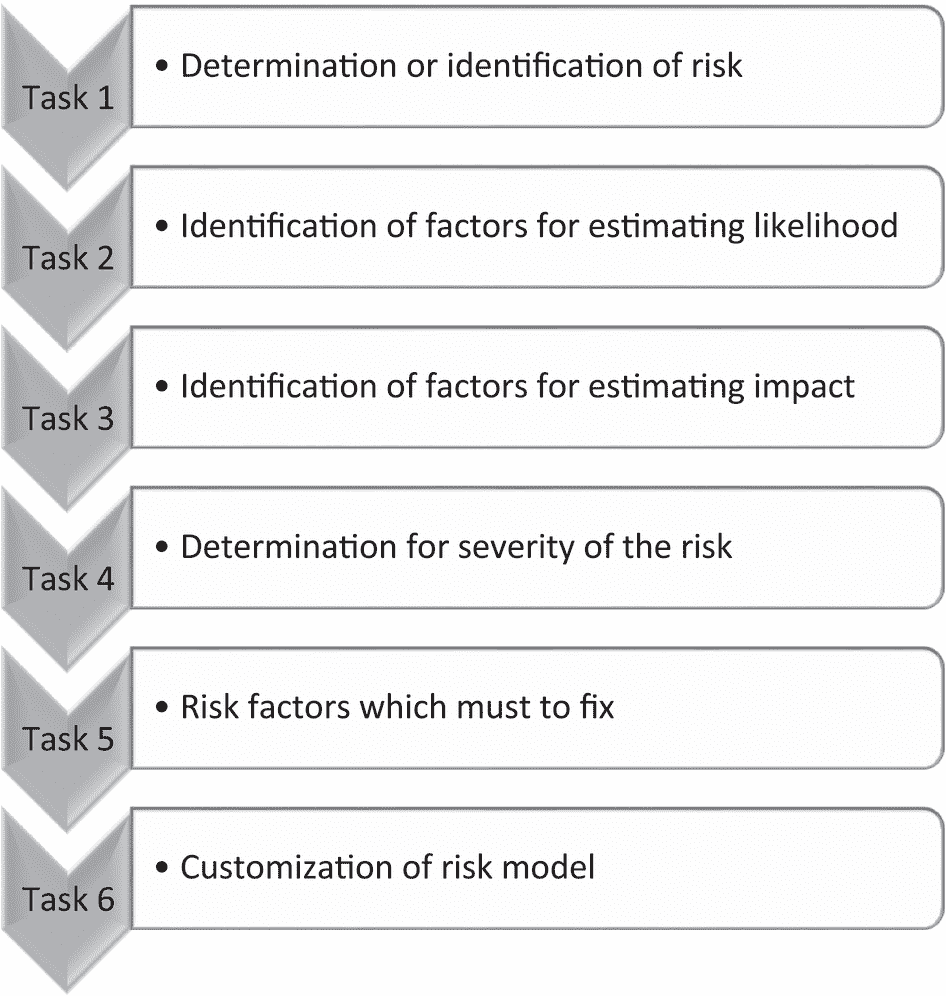 Task 1
• Determination or identification of risk
Task 2
• Identification of factors for estimating likelihood
Task 3
• Identification of factors for estimating impact
Task 4
• Determination for severity of the risk
Task 5
• Risk factors which must to fix
Task 6
• Customization of risk model